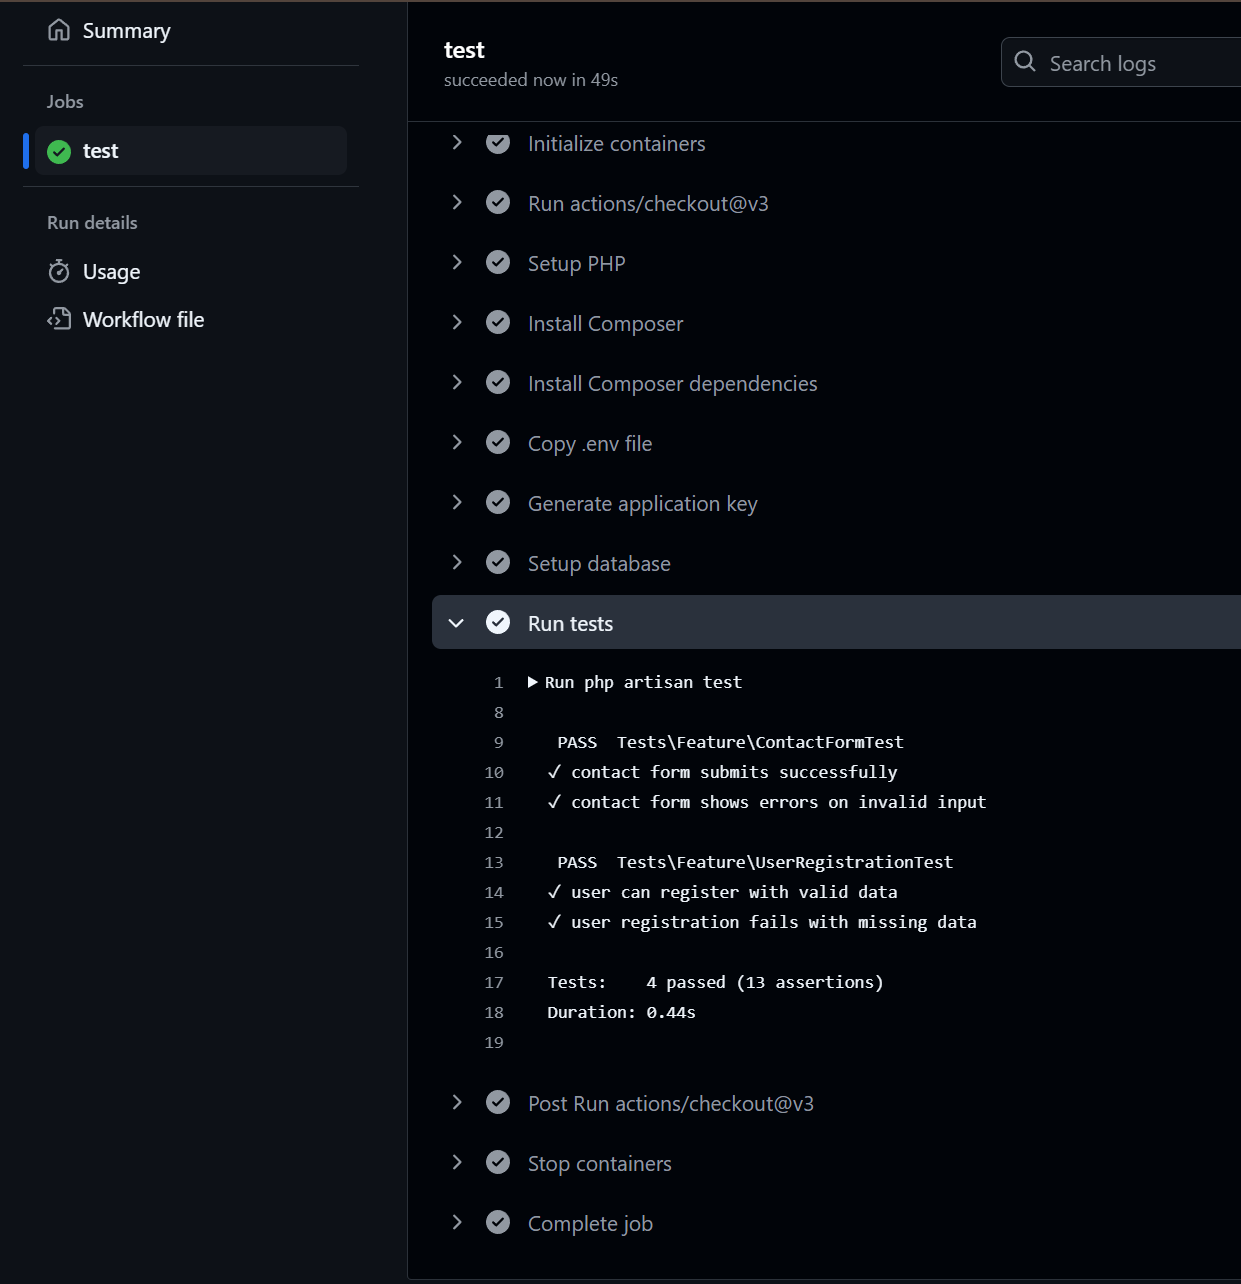 Summary
Jobs
test
Run details
Usage
Workflow file
test
succeeded now in 49s
Search logs
Initialize containers
Run actions/checkout@v3
Setup PHP
Install Composer
Install Composer dependencies
Copy .env file
Generate application key
Setup database
Run tests
1 Run php artisan test
8
9 PASS Tests\Feature\ContactFormTest
10 ✓ contact form submits successfully
11 ✓ contact form shows errors on invalid input
12
13 PASS Tests\Feature\UserRegistrationTest
14 ✓ user can register with valid data
15 ✓ user registration fails with missing data
16
17 Tests: 4 passed (13 assertions)
18 Duration: 0.44s
19
Post Run actions/checkout@v3
Stop containers
Complete job